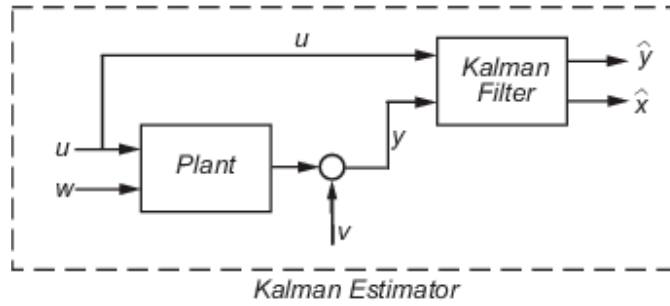 u
Kalman
Filter
ŷ
x̂
u
Plant
y
w
v
Kalman Estimator